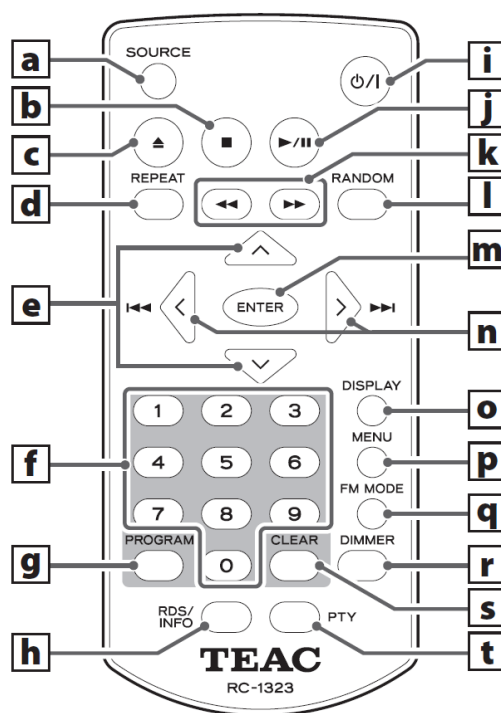 SOURCE
a
i
b
j
c
k
REPEAT
RANDOM
d
l
m
e
ENTER
n
DISPLAY
1 2 3
o
MENU
f
4 5 6
p
FM MODE
7 8 9
q
PROGRAM
CLEAR
DIMMER
g
0
r
s
RDS/
INFO
PTY
h
t
TEAC
RC-1323